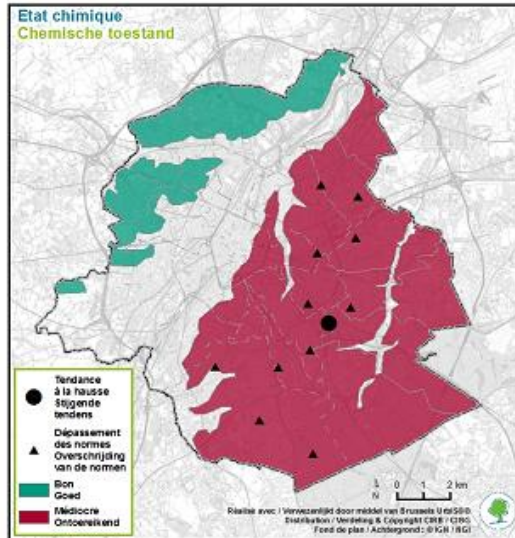 Etat chimique
Chemische toestand
Tendance
à la hausse
Stijgende
tendens
Dépassement
des normes
Overschrijding
van de normen
Bon
Goed
Médiocre
Ontoereikend
N
0 1 2 km
Réalisé avec / Verwezenlijkt door middel van Brussels UrbIS®©
Distribution / Verdeling & Copyright CIRB / CIBG
Fond de plan / Achtergrond : © IGN / NGI